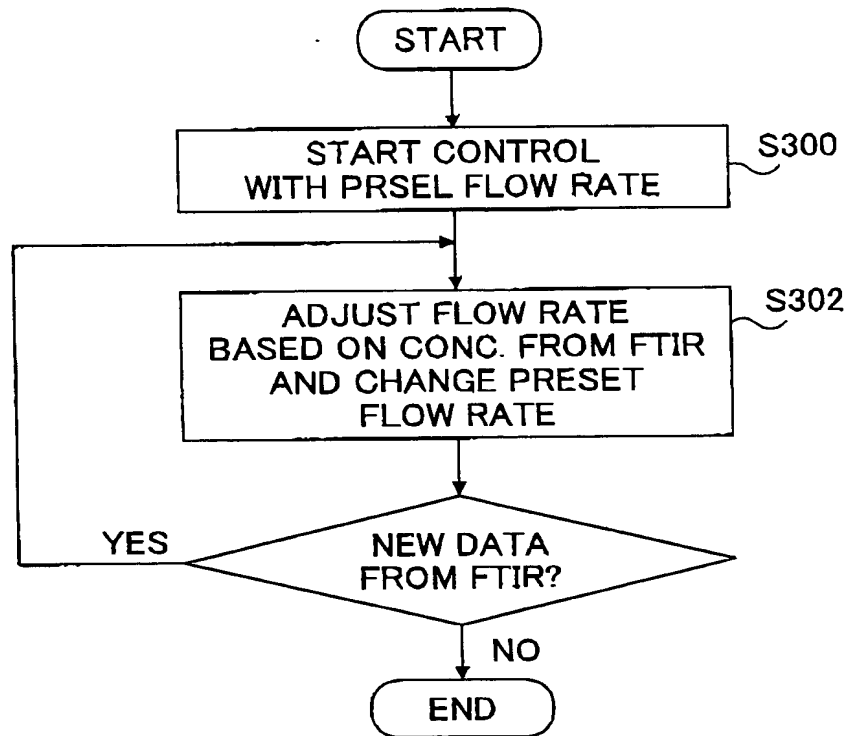 START
START CONTROL
WITH PRSEL FLOW RATE
S300
ADJUST FLOW RATE
BASED ON CONC. FROM FTIR
AND CHANGE PRESET
FLOW RATE
S302
YES
NEW DATA
FROM FTIR?
NO
END